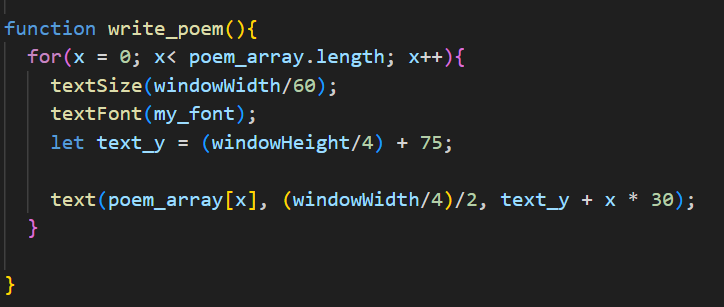 function write_poem(){
for(x = 0; x< poem_array.length; x++){
textSize(windowWidth/60);
textFont(my_font);
let text_y = (windowHeight/4) + 75;
text(poem_array[x], (windowWidth/4)/2, text_y + x * 30);
}
}